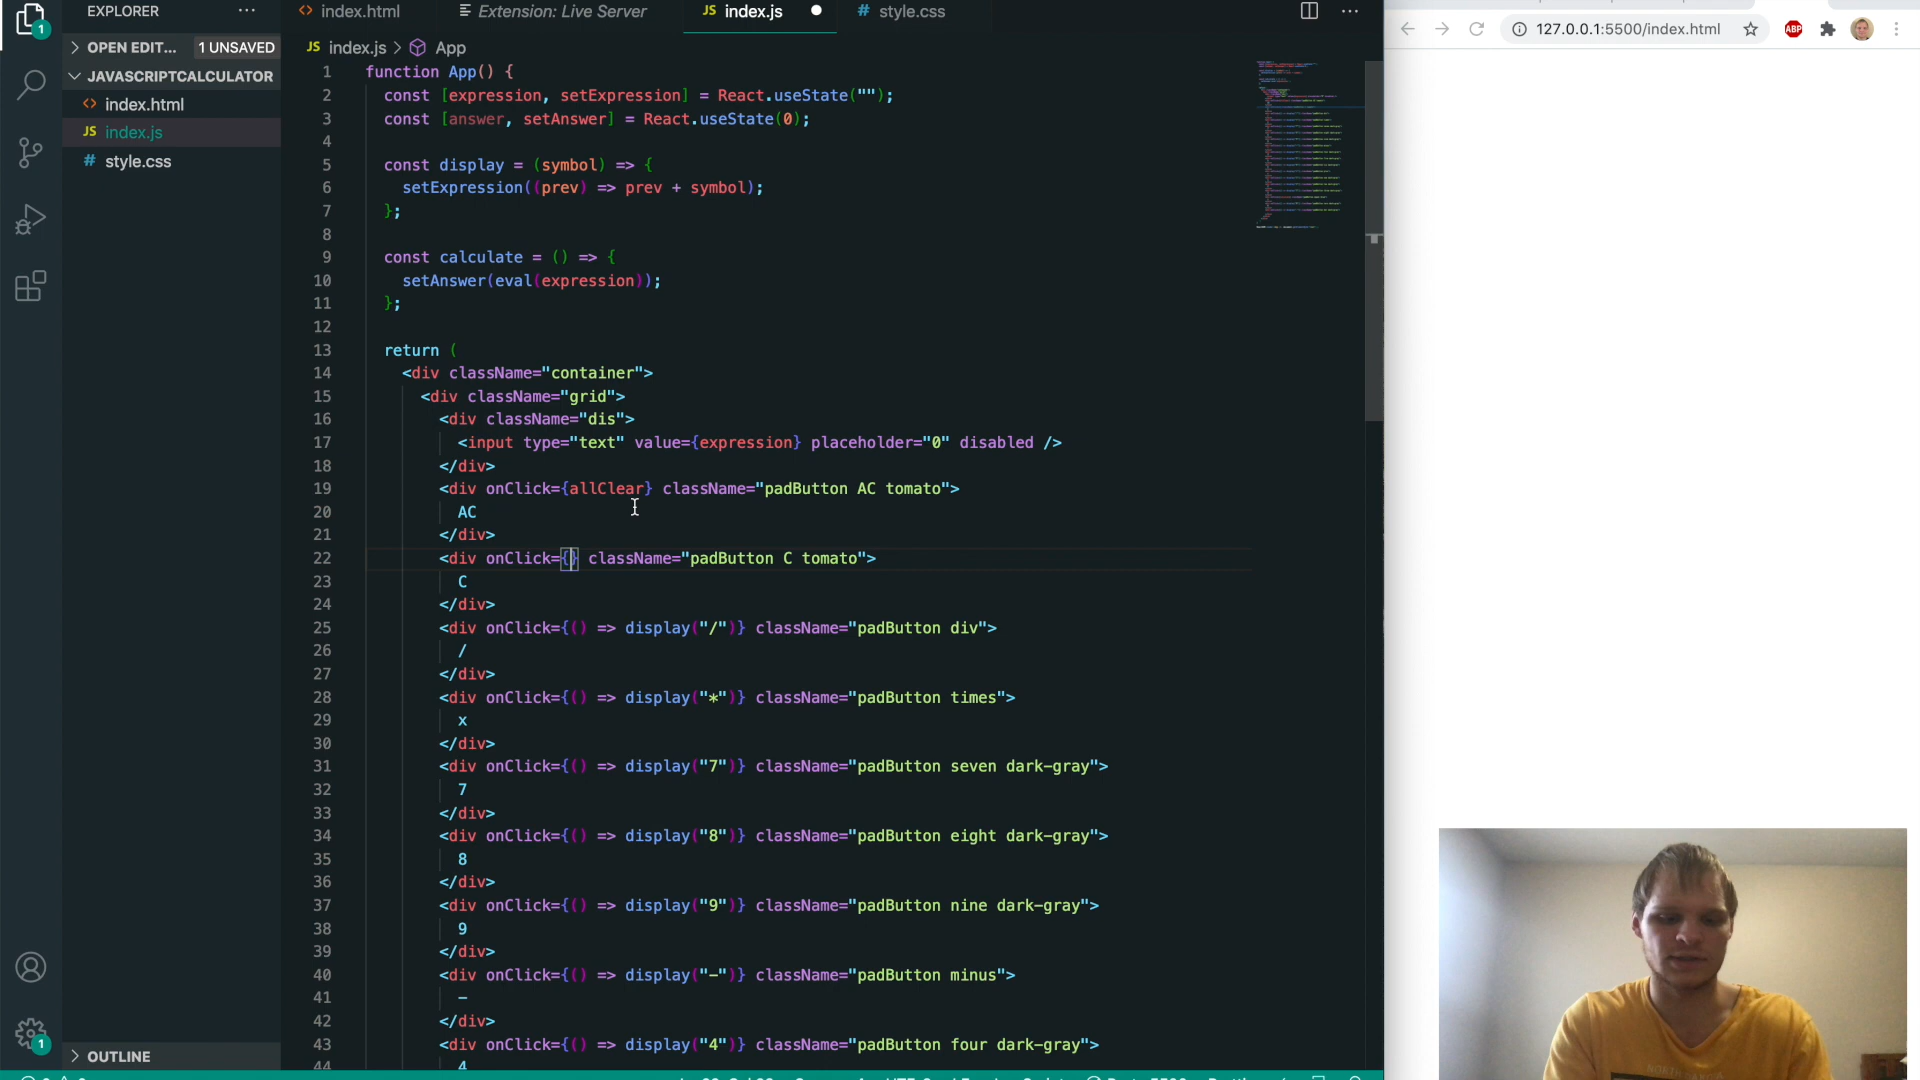 EXPLORER
OPEN EDIT...
1 UNSAVED
JAVASCRIPTCALCULATOR
index.html
JS index.js
# style.css
OUTLINE
1
1
<> index.html
Extension: Live Server
JS index.js
# style.css
JS index.js > App
127.0.0.1:5500/index.html
ABP
1 function App() {
2 const [expression, setExpression] = React.useState("");
3 const [answer, setAnswer] = React.useState(0);
4
5 const display = (symbol) => {
6 setExpression((prev) => prev + symbol);
7 };
8
9 const calculate = () => {
10 setAnswer(eval(expression));
11 };
12
13 return (
14 <div className="container">
15 <div className="grid">
16 <div className="dis">
17 <input type="text" value={expression} placeholder="0" disabled />
18 </div>
19 <div onClick={allClear} className="padButton AC tomato">
20 AC
21 </div>
22 <div onClick={} className="padButton C tomato">
23 C
24 </div>
25 <div onClick={() => display("/")} className="padButton div">
26 /
27 </div>
28 <div onClick={() => display("*")} className="padButton times">
29 x
30 </div>
31 <div onClick={() => display("7")} className="padButton seven dark-gray">
32 7
33 </div>
34 <div onClick={() => display("8")} className="padButton eight dark-gray">
35 8
36 </div>
37 <div onClick={() => display("9")} className="padButton nine dark-gray">
38 9
39 </div>
40 <div onClick={() => display("-")} className="padButton minus">
41 -
42 </div>
43 <div onClick={() => display("4")} className="padButton four dark-gray">
44 4